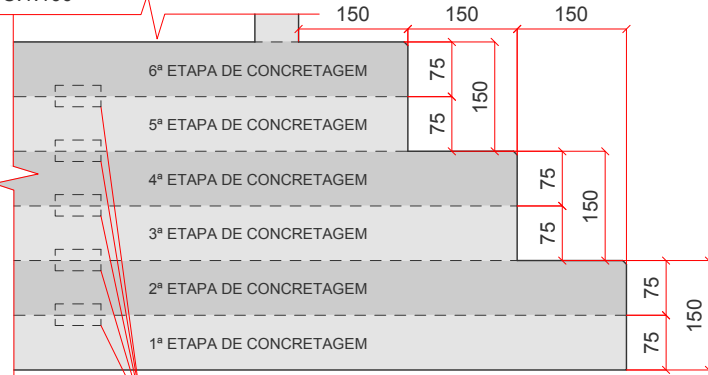 150 150 150
6ª ETAPA DE CONCRETAGEM 75
150
5ª ETAPA DE CONCRETAGEM 75
4ª ETAPA DE CONCRETAGEM 75
150
3ª ETAPA DE CONCRETAGEM 75
2ª ETAPA DE CONCRETAGEM 75
150
1ª ETAPA DE CONCRETAGEM 75